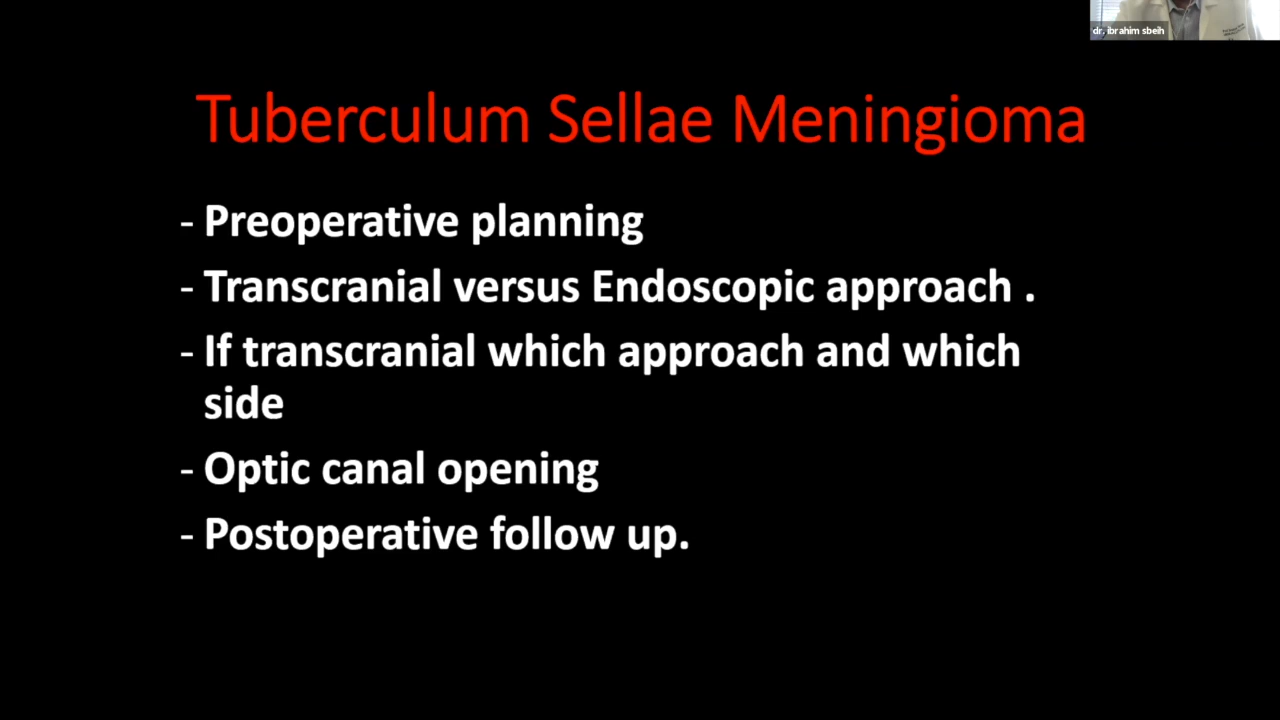 dr. ibrahim sbeih
Tuberculum Sellae Meningioma
- Preoperative planning
- Transcranial versus Endoscopic approach .
- If transcranial which approach and which
side
- Optic canal opening
- Postoperative follow up.